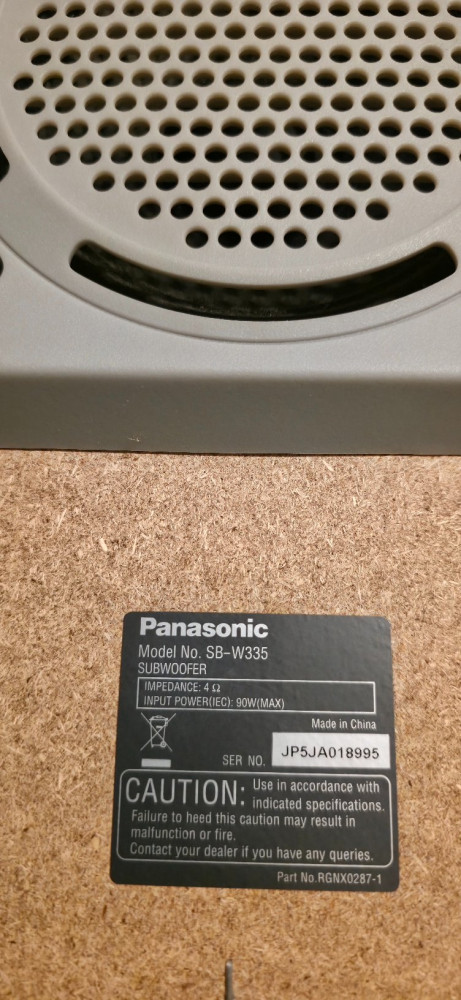 Panasonic
Model No. SB-W335
SUBWOOFER
IMPEDANCE: 4 Ω
INPUT POWER(IEC): 90W(MAX)
Made in China
SER NO. JP5JA018995
CAUTION: Use in accordance with
indicated specifications.
Failure to heed this caution may result in
malfunction or fire.
Contact your dealer if you have any queries.
Part No.RGNX0287-1